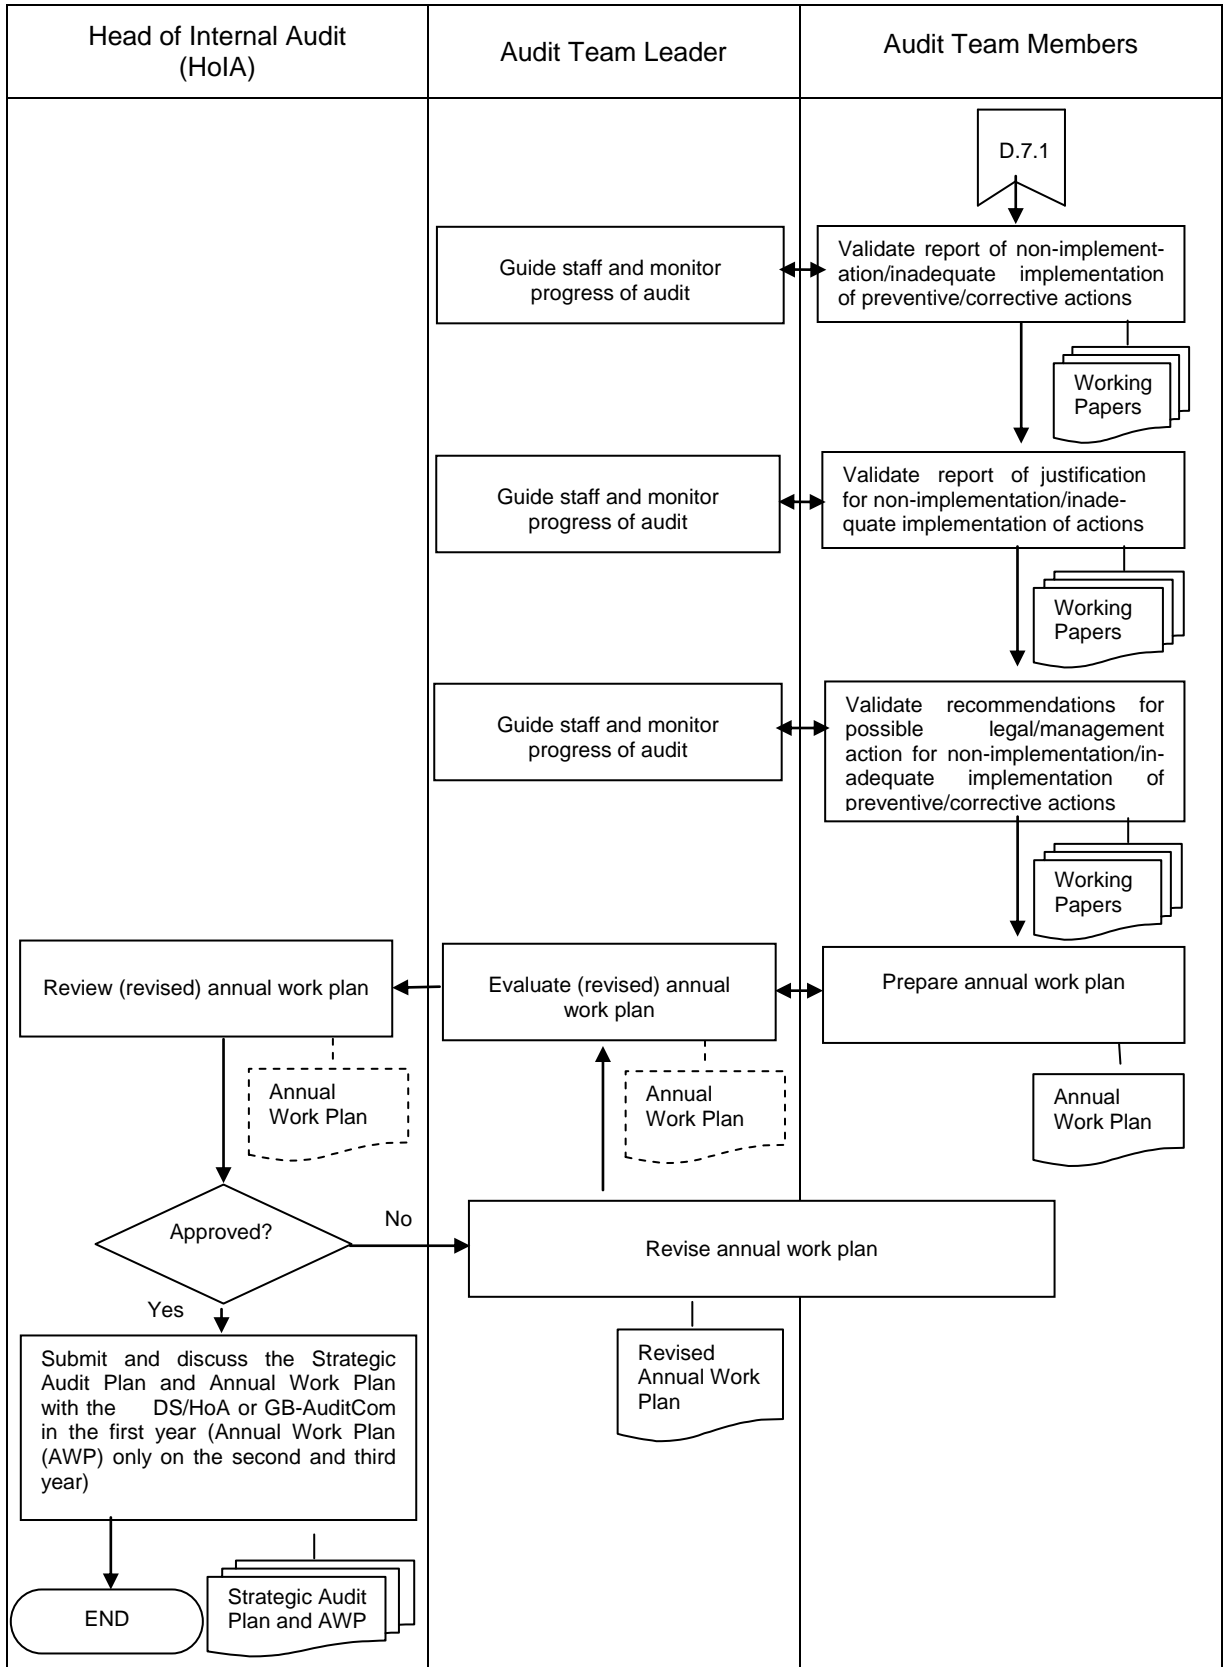 Head of Internal Audit
(HoIA)
Audit Team Leader
Audit Team Members
D.7.1
Guide staff and monitor
progress of audit
Validate report of non-implement-
ation/inadequate implementation
of preventive/corrective actions
Working
Papers
Guide staff and monitor
progress of audit
Validate report of justification
for non-implementation/inade-
quate implementation of actions
Working
Papers
Guide staff and monitor
progress of audit
Validate recommendations for
possible legal/management
action for non-implementation/in-
adequate implementation of
preventive/corrective actions
Working
Papers
Review (revised) annual work plan
Evaluate (revised) annual
work plan
Prepare annual work plan
Annual
Work Plan
Annual
Work Plan
Annual
Work Plan
Approved?
No
Revise annual work plan
Yes
Revised
Annual Work
Plan
Submit and discuss the Strategic
Audit Plan and Annual Work Plan
with the DS/HoA or GB-AuditCom
in the first year (Annual Work Plan
(AWP) only on the second and third
year)
END
Strategic Audit
Plan and AWP